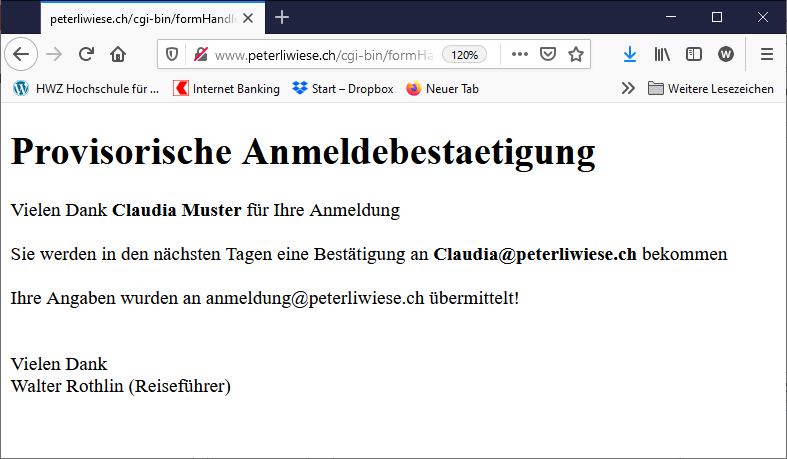 peterliwiese.ch/cgi-bin/formHandle
www.peterliwiese.ch/cgi-bin/formHa 120%
HWZ Hochschule für ... Internet Banking Start – Dropbox Neuer Tab Weitere Lesezeichen
Provisorische Anmeldebestaetigung
Vielen Dank Claudia Muster für Ihre Anmeldung
Sie werden in den nächsten Tagen eine Bestätigung an Claudia@peterliwiese.ch bekommen
Ihre Angaben wurden an anmeldung@peterliwiese.ch übermittelt!
Vielen Dank
Walter Rothlin (Reiseführer)